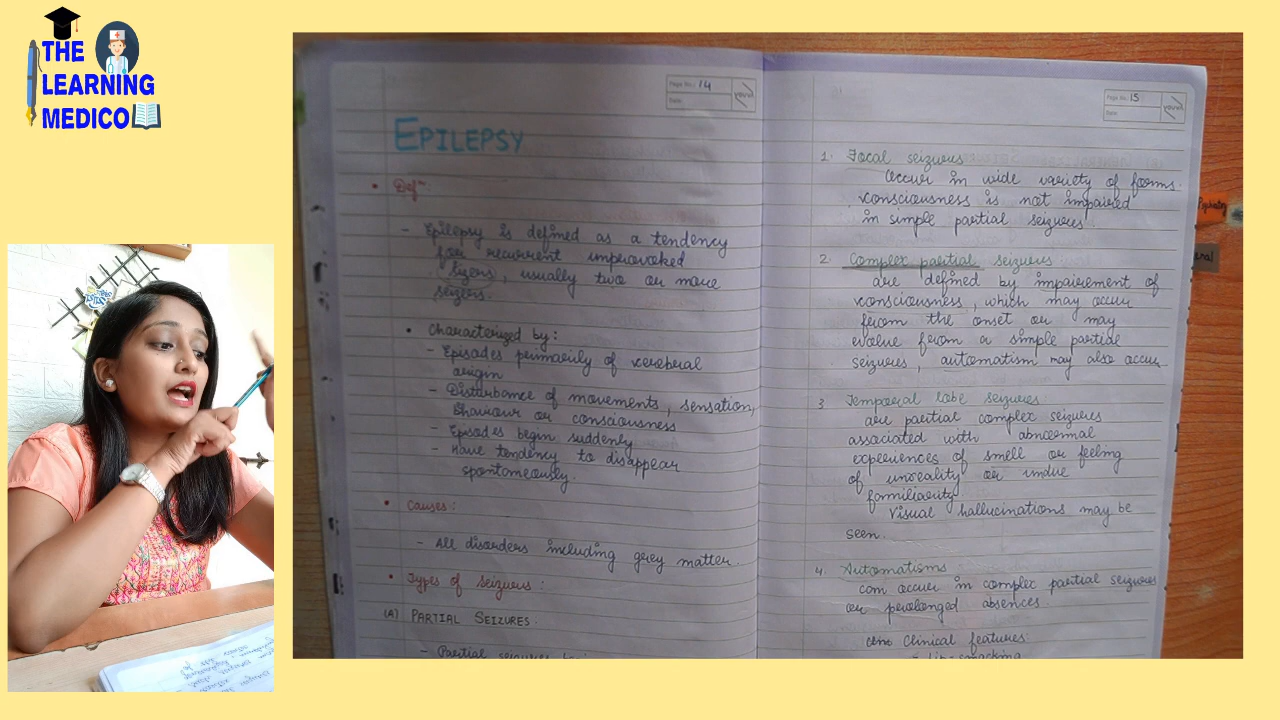 THE
LEARNING
MEDICO
Page No.: 14
Date:
EPILEPSY
• Defn:
- Epilepsy is defined as a tendency
for recurrent unprovoked
sizers, usually two or more
seizers.
• Characterized by:
- Episodes primarily of cerebral
origin
- Disturbance of movements, sensation,
behaviour or consciousness
- Episodes begin suddenly
- Have tendency to disappear
spontaneously.
• Causes:
- All disorders including grey matter.
• Types of seizures:
(A) PARTIAL SEIZURES.
- Partial seizures
Page No.: 15
Date:
1. Focal seizures
Occur in wide variety of forms.
consciousness is not impaired
in simple partial seizures.
2. Complex partial seizures.
are defined by impairement of
consciousness, which may occur
from the onset or may
evolve from a simple partial
seizures, automatism may also occur
3. Temporal lobe seizures.
are partial complex seizures
associated with abnormal
experiences of smell or feeling
of unreality or undue
familiarity
Visual hallucinations may be
seen.
4. Automatisms
can occur in complex partial seizures
or prolonged absences.
Clinical features:
lip-smacking